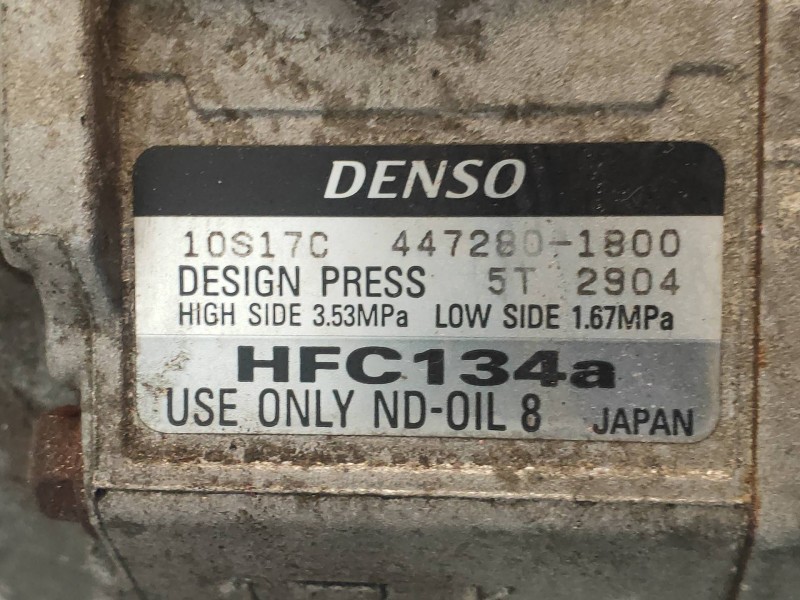 DENSO
10S17C 447280-1800
DESIGN PRESS 5T 2904
HIGH SIDE 3.53MPa LOW SIDE 1.67MPa
HFC134a
USE ONLY ND-OIL 8 JAPAN